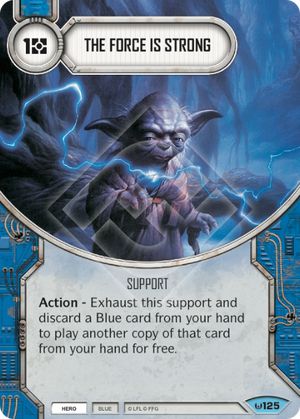 1
THE FORCE IS STRONG
SUPPORT
Action - Exhaust this support and
discard a Blue card from your hand
to play another copy of that card
from your hand for free.
HERO BLUE © LFL © FFG 125